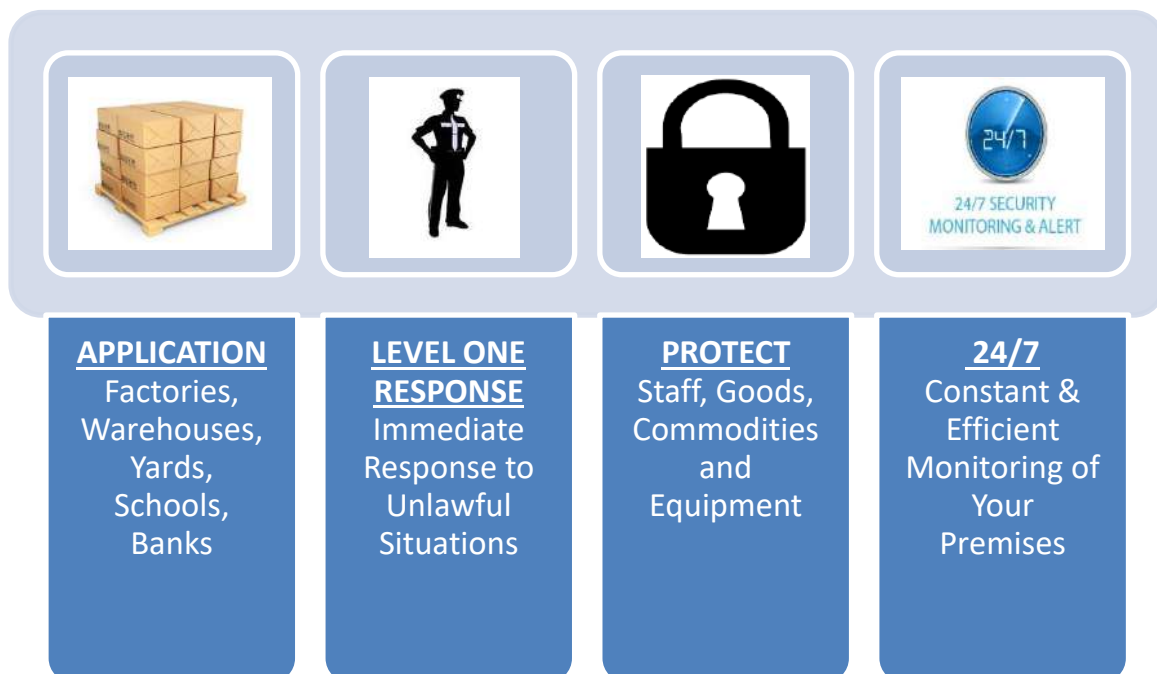 24/7
24/7 SECURITY
MONITORING & ALERT
APPLICATION
Factories,
Warehouses,
Yards,
Schools,
Banks
LEVEL ONE
RESPONSE
Immediate
Response to
Unlawful
Situations
PROTECT
Staff, Goods,
Commodities
and
Equipment
24/7
Constant &
Efficient
Monitoring of
Your
Premises